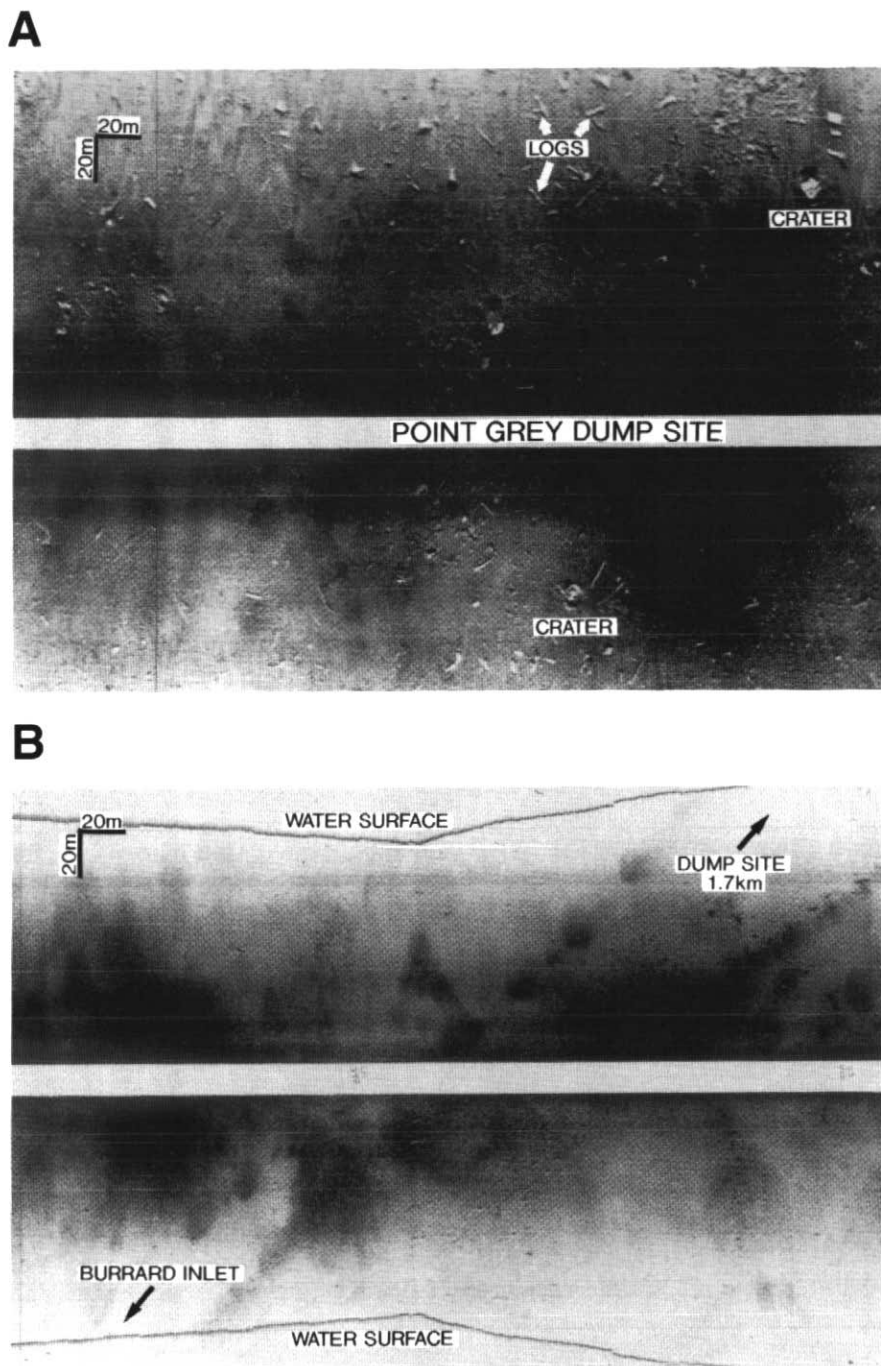 A
20m
20m
LOGS
CRATER
POINT GREY DUMP SITE
CRATER
B
WATER SURFACE
20m
20m
DUMP SITE
1.7km
BURRARD INLET
WATER SURFACE